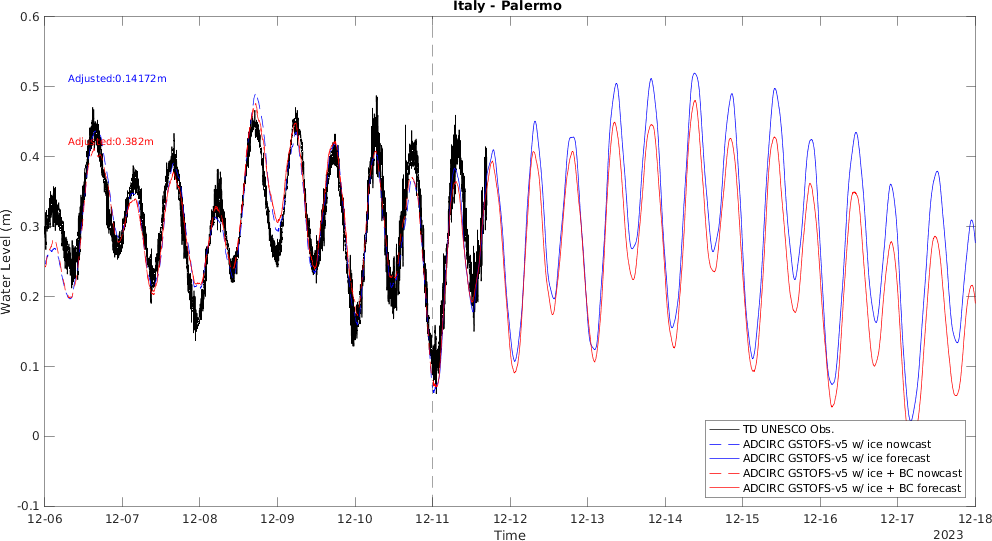 Italy - Palermo
0.6
0.5
0.4
0.3
0.2
0.1
0
-0.1
Water Level (m)
Adjusted:0.14172m
Adjusted:0.382m
TD UNESCO Obs.
ADCIRC GSTOFS-v5 w/ ice nowcast
ADCIRC GSTOFS-v5 w/ ice forecast
ADCIRC GSTOFS-v5 w/ ice + BC nowcast
ADCIRC GSTOFS-v5 w/ ice + BC forecast
12-06 12-07 12-08 12-09 12-10 12-11 12-12 12-13 12-14 12-15 12-16 12-17 12-18
Time
2023